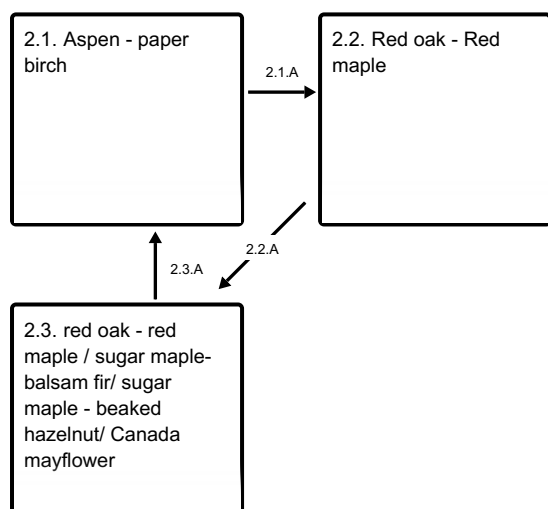 2.1. Aspen - paper
birch
2.1.A
2.2. Red oak - Red
maple
2.2.A
2.3.A
2.3. red oak - red
maple / sugar maple-
balsam fir/ sugar
maple - beaked
hazelnut/ Canada
mayflower